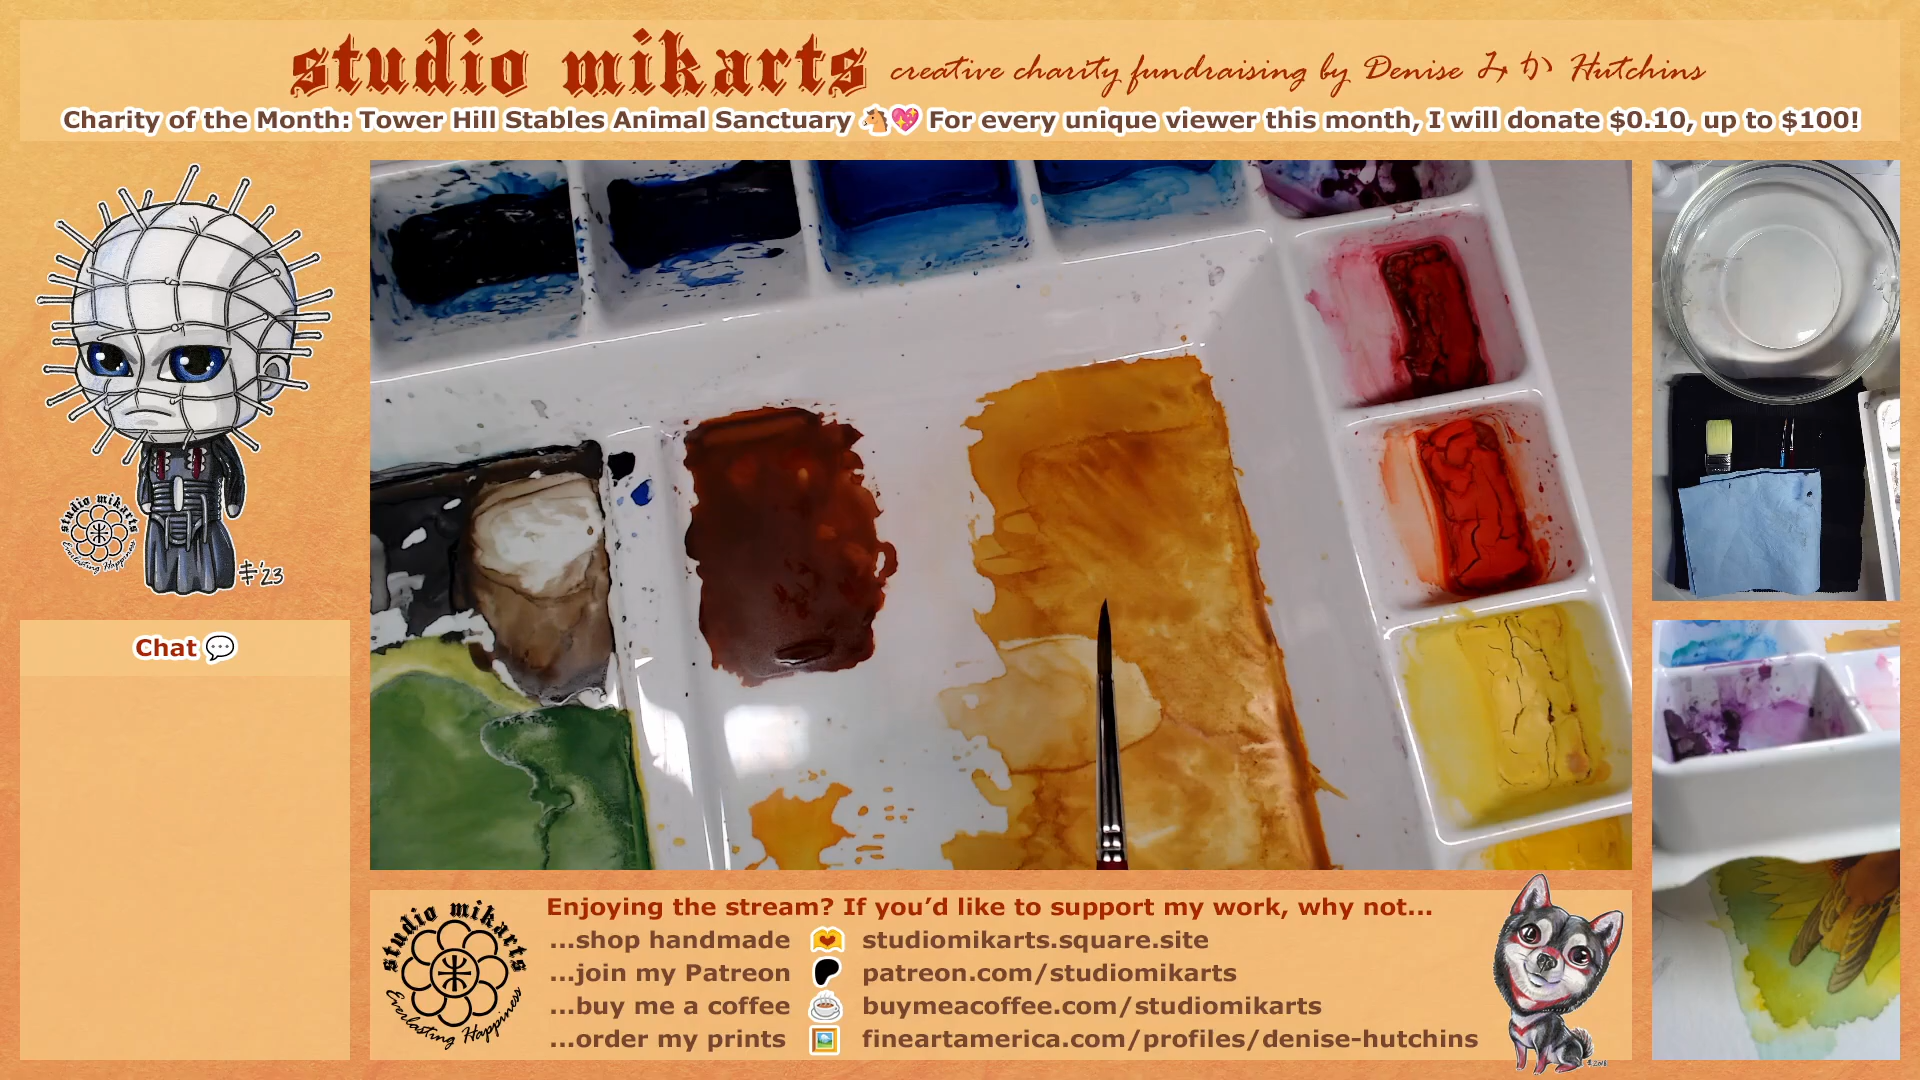 studio mikarts creative charity fundraising by Denise みか Hutchins
Charity of the Month: Tower Hill Stables Animal Sanctuary 🐴💖 For every unique viewer this month, I will donate $0.10, up to $100!
studio mikarts
Everlasting Happiness
'23
Chat 💬
studio mikarts
Everlasting Happiness
Enjoying the stream? If you’d like to support my work, why not...
...shop handmade studiomikarts.square.site
...join my Patreon patreon.com/studiomikarts
...buy me a coffee ☕ buymeacoffee.com/studiomikarts
...order my prints 🖼️ fineartamerica.com/profiles/denise-hutchins